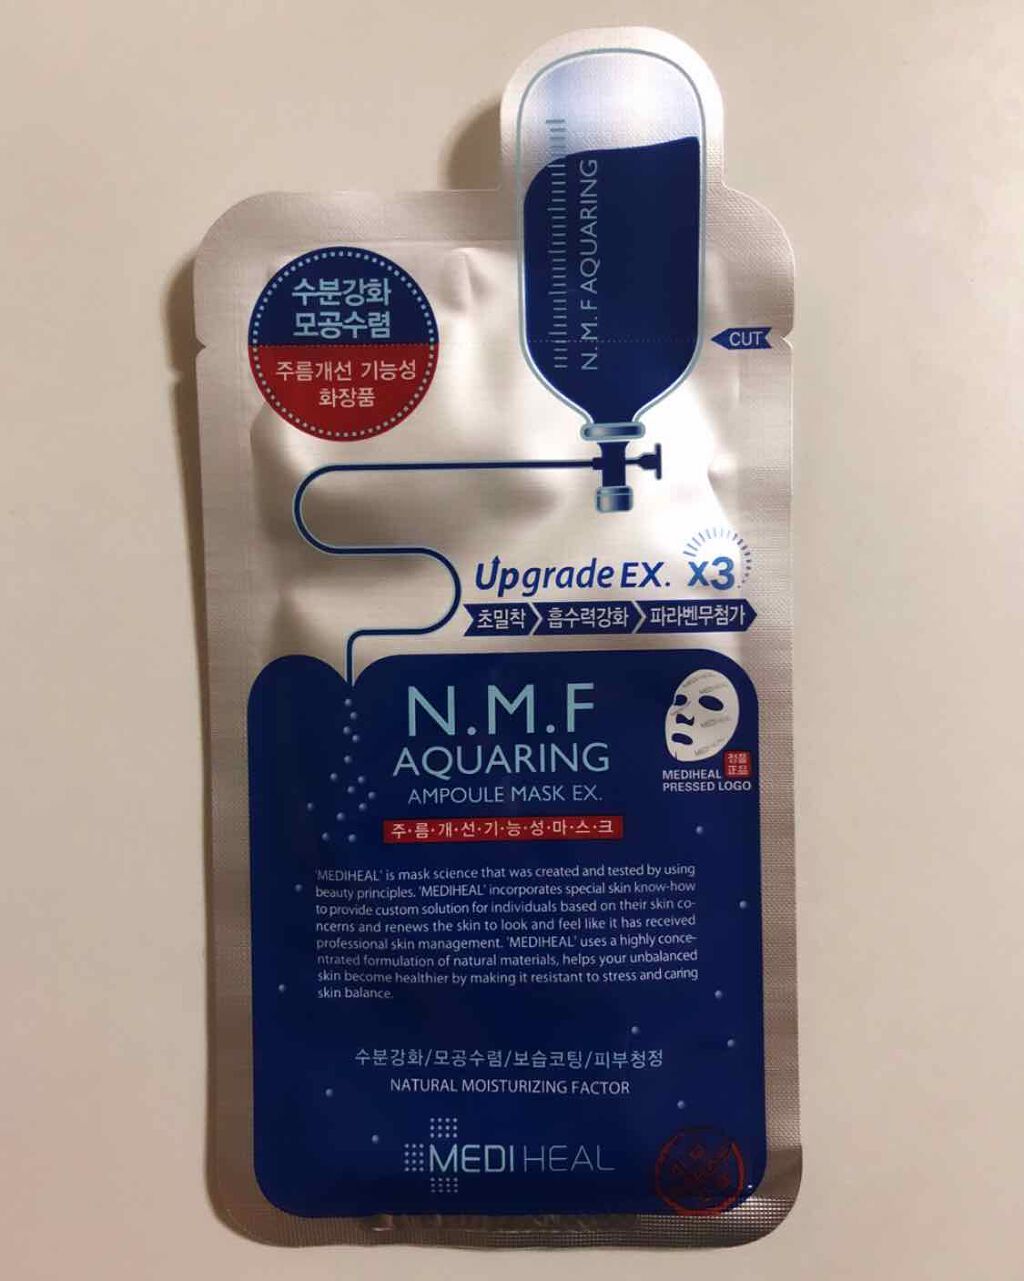 N.M.F AQUARING
수분강화
모공수렴
주름개선 기능성
화장품
CUT
Upgrade EX. x3
초밀착 흡수력강화 파라벤무첨가
N.M.F
AQUARING
AMPOULE MASK EX.
주·름·개·선·기·능·성·마·스·크
MEDIHEAL
정품
正品
MEDIHEAL
PRESSED LOGO
'MEDIHEAL' is mask science that was created and tested by using
beauty principles. 'MEDIHEAL' incorporates special skin know-how
to provide custom solution for individuals based on their skin co-
ncerns and renews the skin to look and feel like it has received
professional skin management. 'MEDIHEAL' uses a highly conce-
ntrated formulation of natural materials, helps your unbalanced
skin become healthier by making it resistant to stress and caring
skin balance.
수분강화/모공수렴/보습코팅/피부청정
NATURAL MOISTURIZING FACTOR
MEDIHEAL